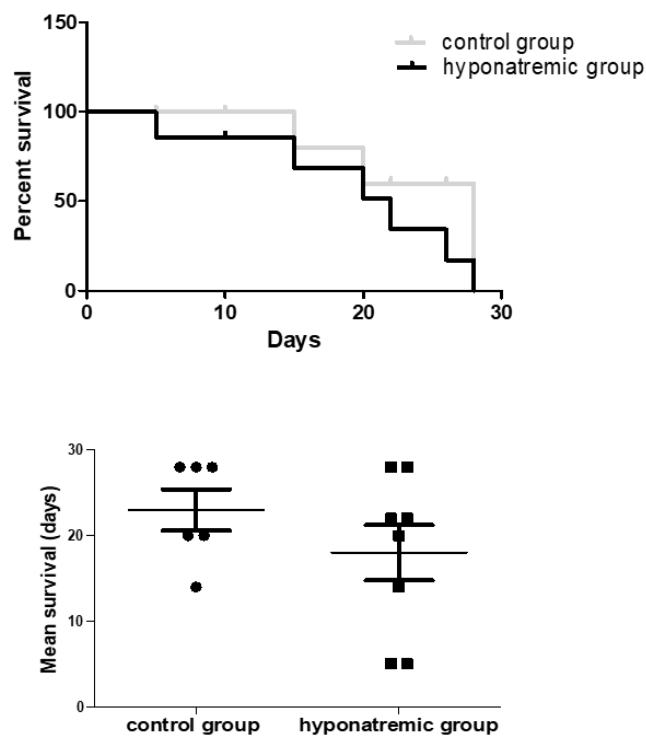 150
100
50
0
0
10
20
30
Percent survival
Days
control group
hyponatremic group
30
20
10
0
Mean survival (days)
control group
hyponatremic group